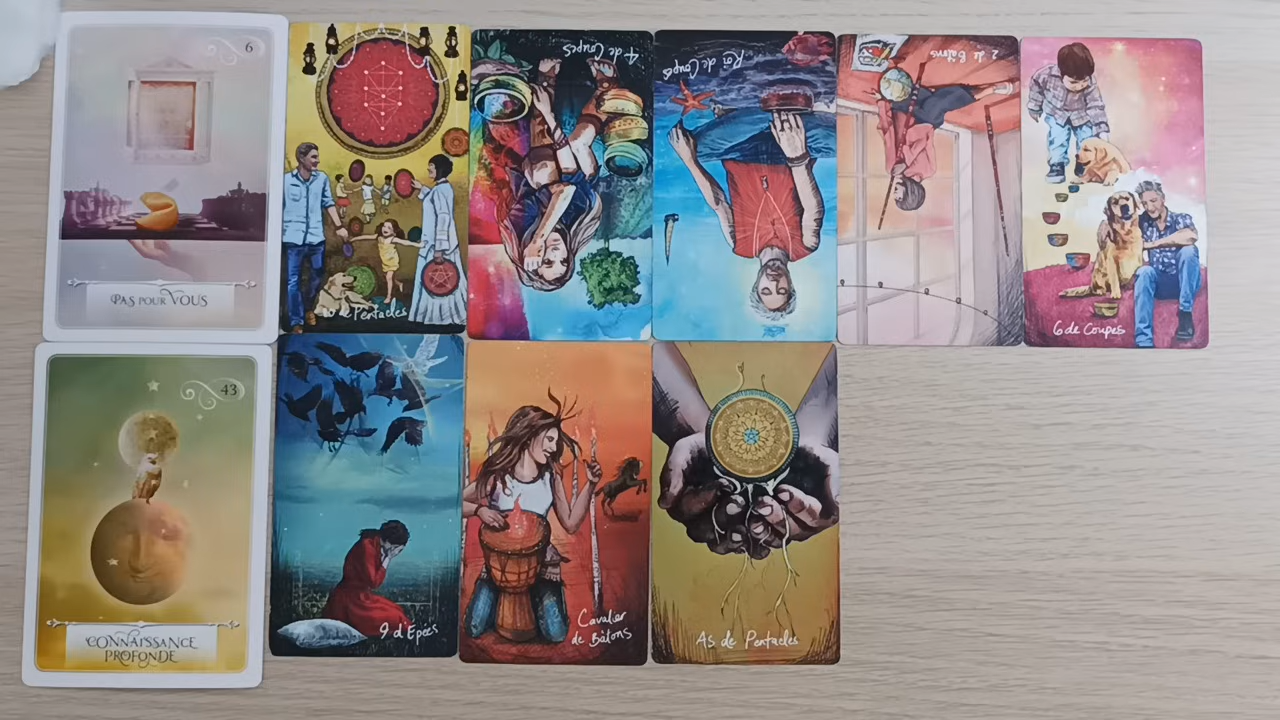 6
PAS POUR VOUS
10 de Pentacles
4 de Coupes
Roi de Coupes
2 de Bâtons
6 de Coupes
43
CONNAISSANCE
PROFONDE
9 d'Epées
Cavalier
de Bâtons
As de Pentacles